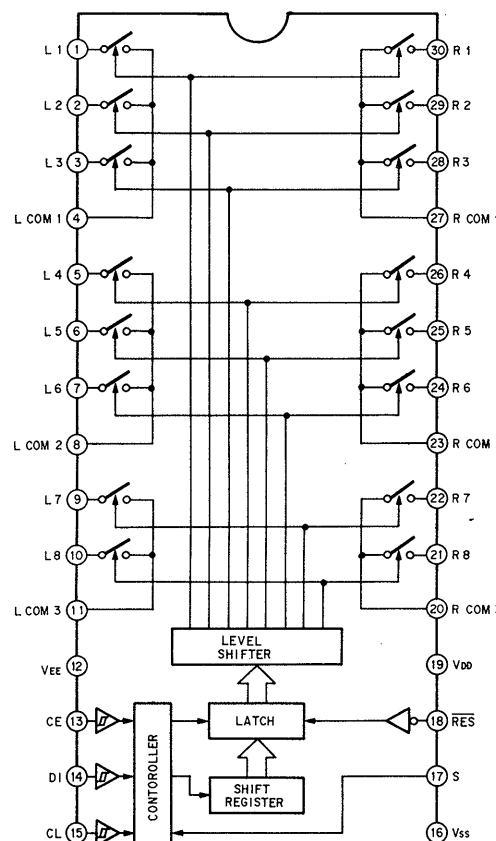 L 1 1 30 R 1
L 2 2 29 R 2
L 3 3 28 R 3
L COM 1 4 27 R COM
L 4 5 26 R 4
L 5 6 25 R 5
L 6 7 24 R 6
L COM 2 8 23 R COM
L 7 9 22 R 7
L 8 10 21 R 8
L COM 3 11 20 R COM
LEVEL
SHIFTER
VEE 12 19 VDD
CE 13 LATCH 18 RES
CONTOROLLER
DI 14 SHIFT
REGISTER 17 S
CL 15 16 Vss